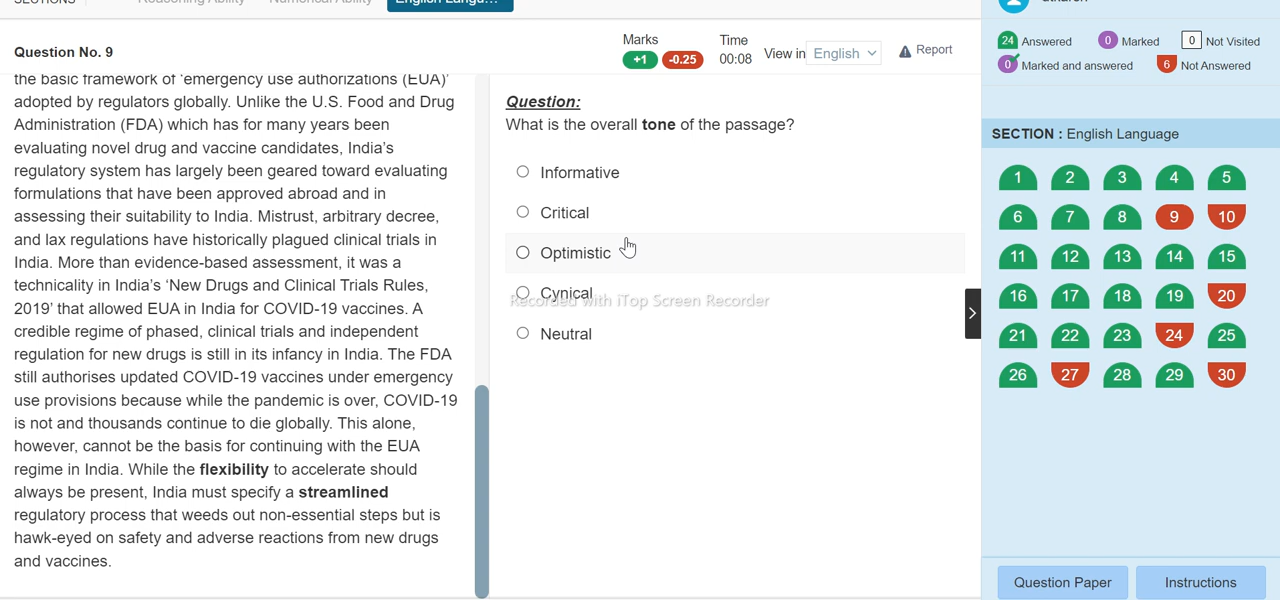 SECTIONS
Reasoning Ability
Numerical Ability
English Langu...
Question No. 9
Marks
+1
-0.25
Time
00:08
View in
English
Report
the basic framework of 'emergency use authorizations (EUA)'
adopted by regulators globally. Unlike the U.S. Food and Drug
Administration (FDA) which has for many years been
evaluating novel drug and vaccine candidates, India's
regulatory system has largely been geared toward evaluating
formulations that have been approved abroad and in
assessing their suitability to India. Mistrust, arbitrary decree,
and lax regulations have historically plagued clinical trials in
India. More than evidence-based assessment, it was a
technicality in India's 'New Drugs and Clinical Trials Rules,
2019' that allowed EUA in India for COVID-19 vaccines. A
credible regime of phased, clinical trials and independent
regulation for new drugs is still in its infancy in India. The FDA
still authorises updated COVID-19 vaccines under emergency
use provisions because while the pandemic is over, COVID-19
is not and thousands continue to die globally. This alone,
however, cannot be the basis for continuing with the EUA
regime in India. While the flexibility to accelerate should
always be present, India must specify a streamlined
regulatory process that weeds out non-essential steps but is
hawk-eyed on safety and adverse reactions from new drugs
and vaccines.
Question:
What is the overall tone of the passage?
Informative
Critical
Optimistic
Cynical
Recorded with iTop Screen Recorder
Neutral
24 Answered
0 Marked
0 Not Visited
0 Marked and answered
6 Not Answered
SECTION : English Language
1 2 3 4 5
6 7 8 9 10
11 12 13 14 15
16 17 18 19 20
21 22 23 24 25
26 27 28 29 30
Question Paper
Instructions